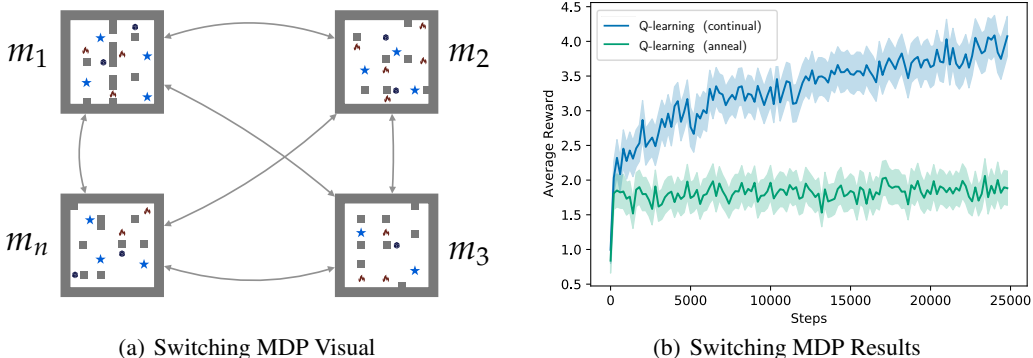 m1
m2
mn
m3
(a) Switching MDP Visual
4.5
4.0
3.5
3.0
2.5
2.0
1.5
1.0
0.5
Average Reward
Q-learning (continual)
Q-learning (anneal)
0 5000 10000 15000 20000 25000
Steps
(b) Switching MDP Results